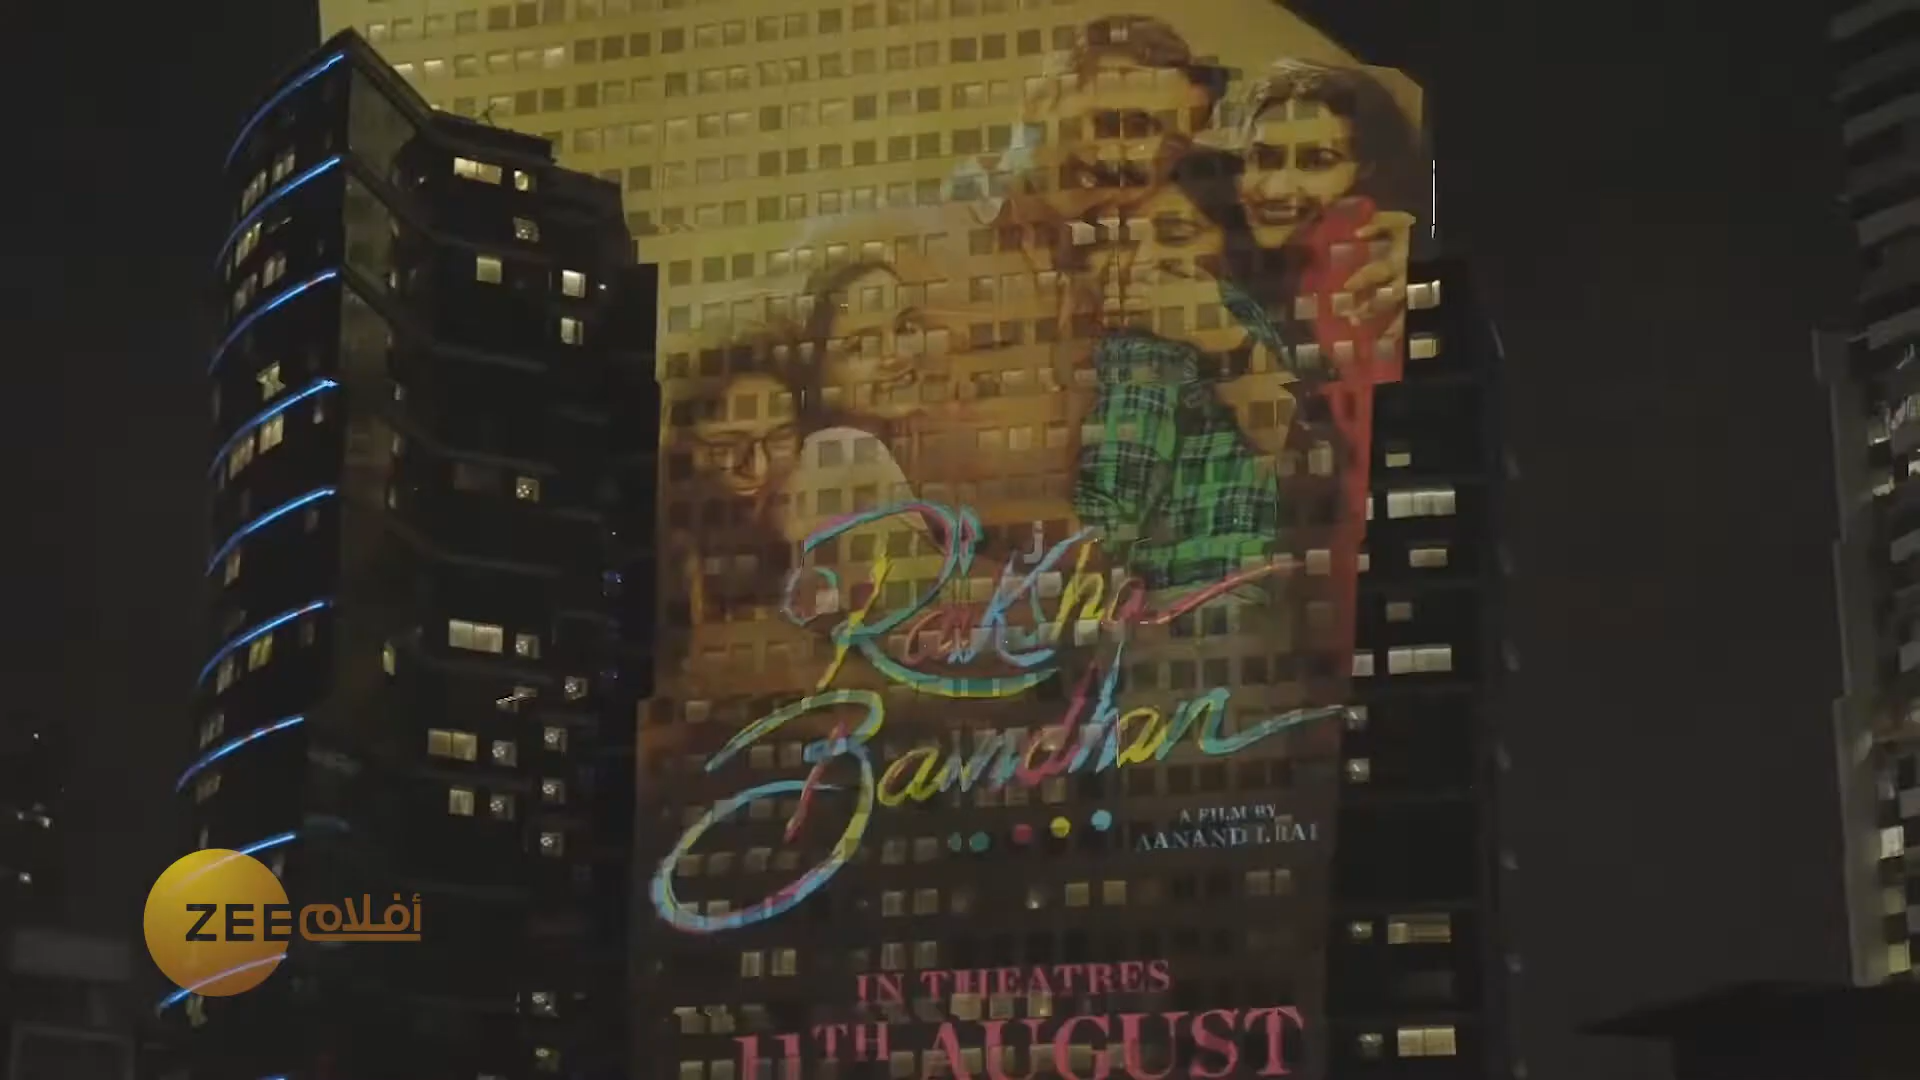 Raksha
Bandhan
A FILM BY
AANAND L RAI
IN THEATRES
11TH AUGUST
ZEE أفلام